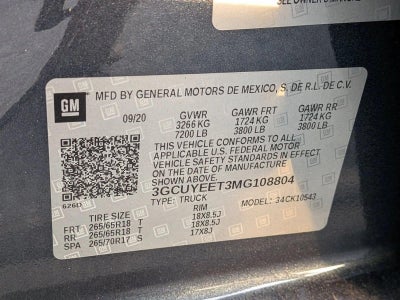 SEE OWNER'S MANUAL
GM
MFD BY GENERAL MOTORS DE MEXICO, S. DE R.L. DE C.V.
09/20 GVWR GAWR FRT GAWR RR
3266 KG 1724 KG 1724 KG
7200 LB 3800 LB 3800 LB
THIS VEHICLE CONFORMS TO ALL
APPLICABLE U.S. FEDERAL MOTOR
VEHICLE SAFETY STANDARDS IN EFFECT
ON THE DATE OF MANUFACTURE SHOWN ABOVE.
3GCUYEET3MG108804
TYPE: TRUCK MODEL: 34CK10543
TIRE SIZE RIM
FRT 265/65R18 T 18X8.5J
RR 265/65R18 T 18X8.5J
SPA 265/70R17 S 17X8J